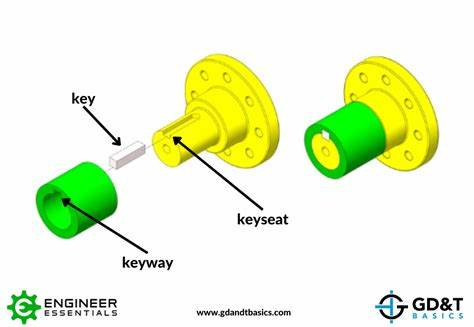 key
keyseat
keyway
ENGINEER
ESSENTIALS
www.gdandtbasics.com
GD&T
BASICS